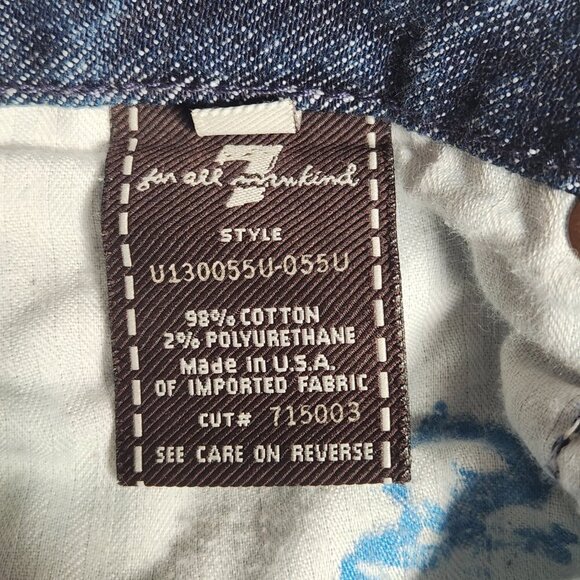 7
for all mankind
STYLE
U130055U-055U
98% COTTON
2% POLYURETHANE
Made in U.S.A.
OF IMPORTED FABRIC
CUT# 715003
SEE CARE ON REVERSE